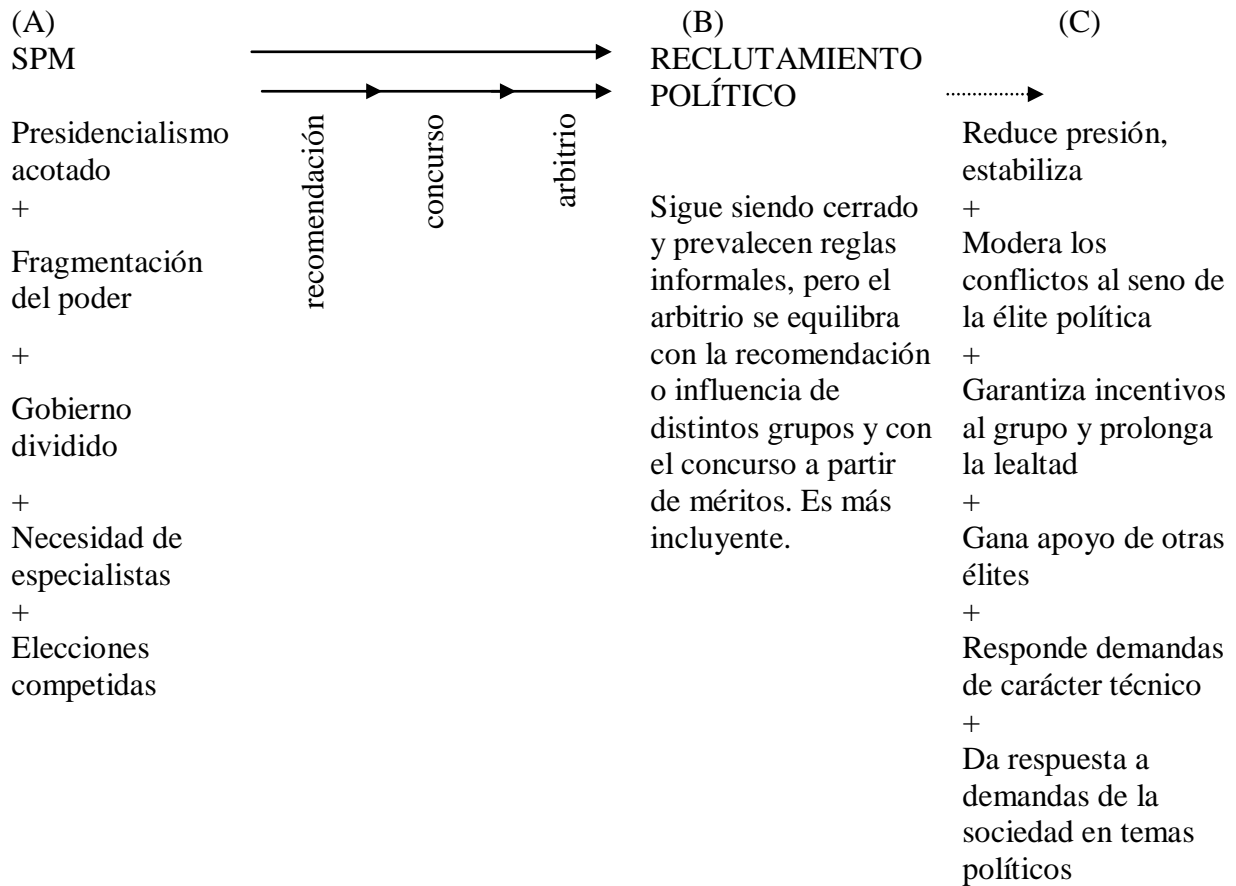 (A)
SPM
Presidencialismo
acotado
+
Fragmentación
del poder
+
Gobierno
dividido
+
Necesidad de
especialistas
+
Elecciones
competidas
recomendación
concurso
arbitrio
(B)
RECLUTAMIENTO
POLÍTICO
Sigue siendo cerrado
y prevalecen reglas
informales, pero el
arbitrio se equilibra
con la recomendación
o influencia de
distintos grupos y con
el concurso a partir
de méritos. Es más
incluyente.
(C)
Reduce presión,
estabiliza
+
Modera los
conflictos al seno de
la élite política
+
Garantiza incentivos
al grupo y prolonga
la lealtad
+
Gana apoyo de otras
élites
+
Responde demandas
de carácter técnico
+
Da respuesta a
demandas de la
sociedad en temas
políticos